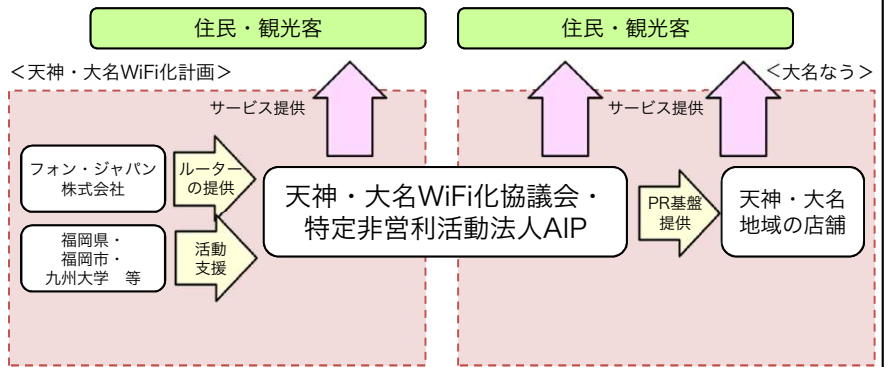 住民・観光客
住民・観光客
＜天神・大名WiFi化計画＞
＜大名なう＞
サービス提供
サービス提供
フォン・ジャパン
株式会社
ルーター
の提供
福岡県・
福岡市・
九州大学　等
活動
支援
天神・大名WiFi化協議会・
特定非営利活動法人AIP
PR基盤
提供
天神・大名
地域の店舗